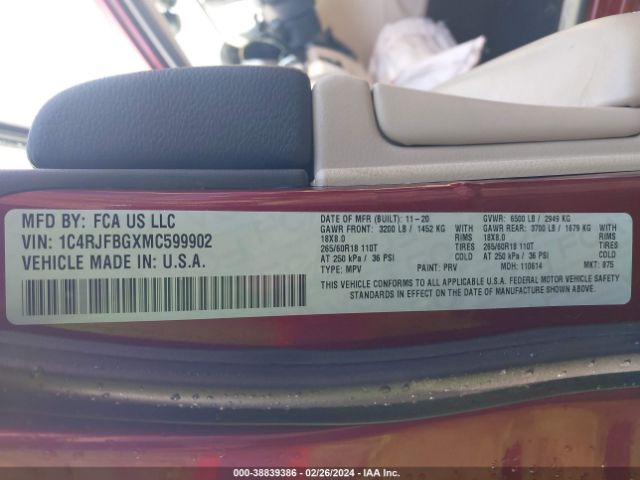 MFD BY: FCA US LLC
VIN: 1C4RJFBGXMC599902
VEHICLE MADE IN: U.S.A.
DATE OF MFR (BUILT): 11-20 GVWR: 6500 LB / 2949 KG
GAWR FRONT: 3200 LB / 1452 KG WITH GAWR REAR: 3700 LB / 1679 KG WITH
18X8.0 RIMS 18X8.0 RIMS
265/60R18 110T TIRES 265/60R18 110T TIRES
AT 250 kPa / 36 PSI COLD AT 250 kPa / 36 PSI COLD
TYPE: MPV PAINT: PRV MDH: 110614 MKT: 975
THIS VEHICLE CONFORMS TO ALL APPLICABLE U.S.A. FEDERAL MOTOR VEHICLE SAFETY
STANDARDS IN EFFECT ON THE DATE OF MANUFACTURE SHOWN ABOVE.
000-38839386 - 02/26/2024 - IAA Inc.